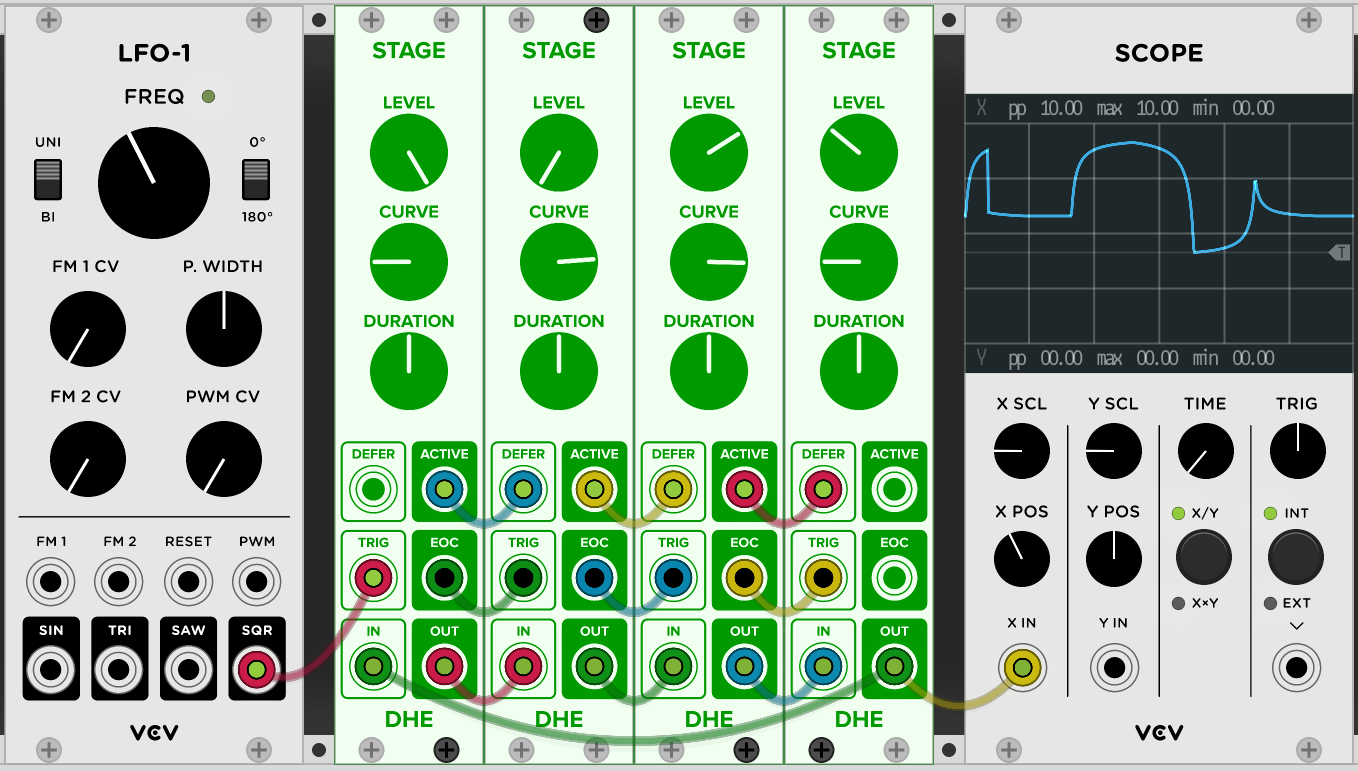 LFO-1
FREQ
UNI
0°
BI
180°
FM 1 CV
P. WIDTH
FM 2 CV
PWM CV
FM 1
FM 2
RESET
PWM
SIN
TRI
SAW
SQR
VCV
STAGE
LEVEL
CURVE
DURATION
DEFER
ACTIVE
TRIG
EOC
IN
OUT
DHE
STAGE
LEVEL
CURVE
DURATION
DEFER
ACTIVE
TRIG
EOC
IN
OUT
DHE
STAGE
LEVEL
CURVE
DURATION
DEFER
ACTIVE
TRIG
EOC
IN
OUT
DHE
STAGE
LEVEL
CURVE
DURATION
DEFER
ACTIVE
TRIG
EOC
IN
OUT
DHE
SCOPE
X pp 10.00 max 10.00 min 00.00
T
Y pp 00.00 max 00.00 min 00.00
X SCL
Y SCL
TIME
TRIG
X POS
Y POS
X/Y
INT
X×Y
EXT
X IN
Y IN
VCV